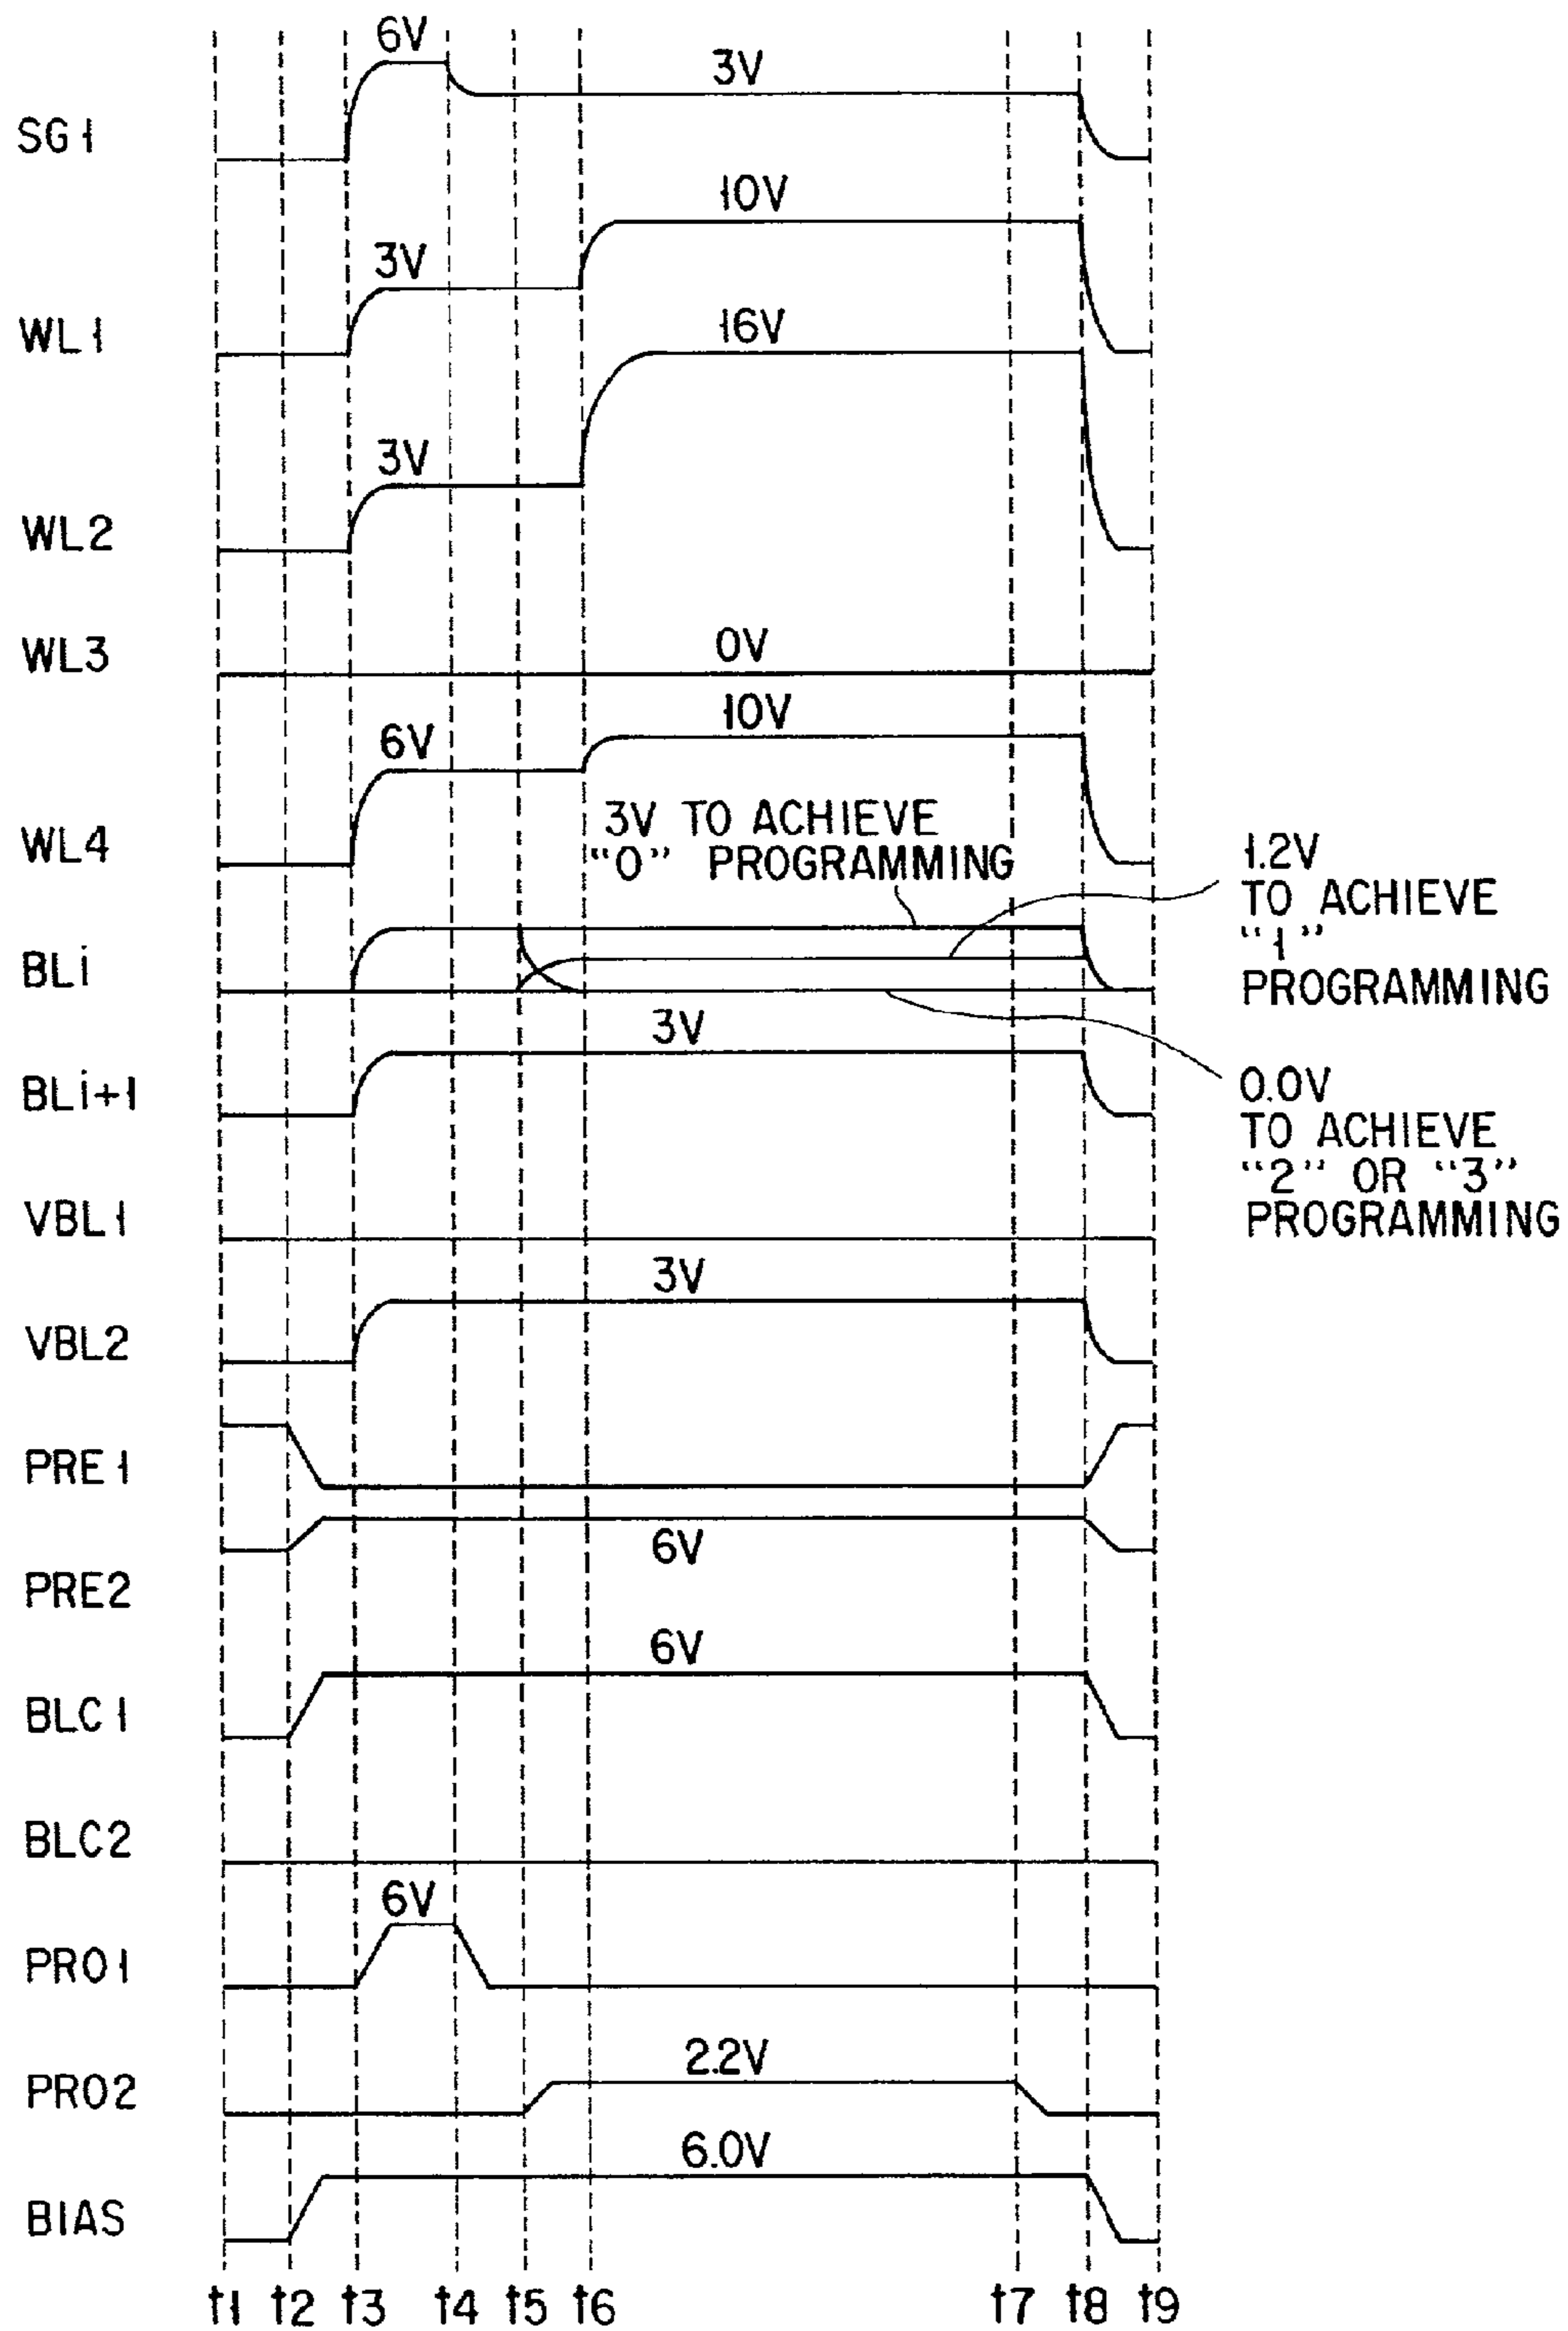 6V
3V
SG1
10V
3V
WL1
16V
3V
WL2
0V
WL3
10V
6V
WL4
3V TO ACHIEVE
“0” PROGRAMMING
1.2V
TO ACHIEVE
“1”
PROGRAMMING
BLi
3V
BLi+1
0.0V
TO ACHIEVE
“2” OR “3”
PROGRAMMING
VBL1
3V
VBL2
PRE1
6V
PRE2
6V
BLC1
BLC2
6V
PRO1
2.2V
PRO2
6.0V
BIAS
t1 t2 t3 t4 t5 t6 t7 t8 t9